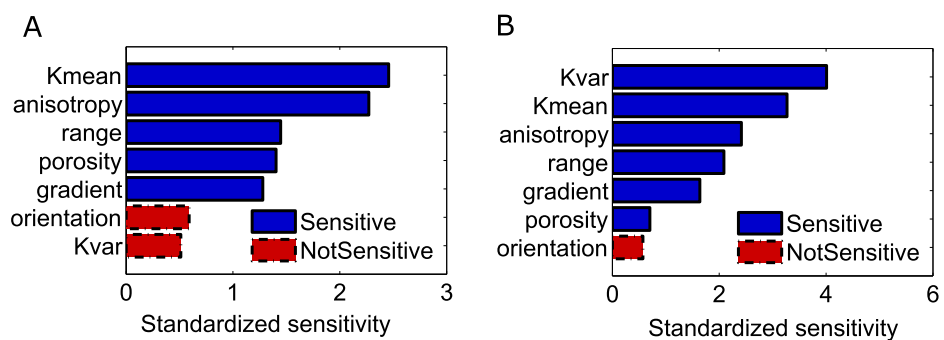 A
Kmean
anisotropy
range
porosity
gradient
orientation
Kvar
Sensitive
NotSensitive
0 1 2 3
Standardized sensitivity
B
Kvar
Kmean
anisotropy
range
gradient
porosity
orientation
Sensitive
NotSensitive
0 2 4 6
Standardized sensitivity